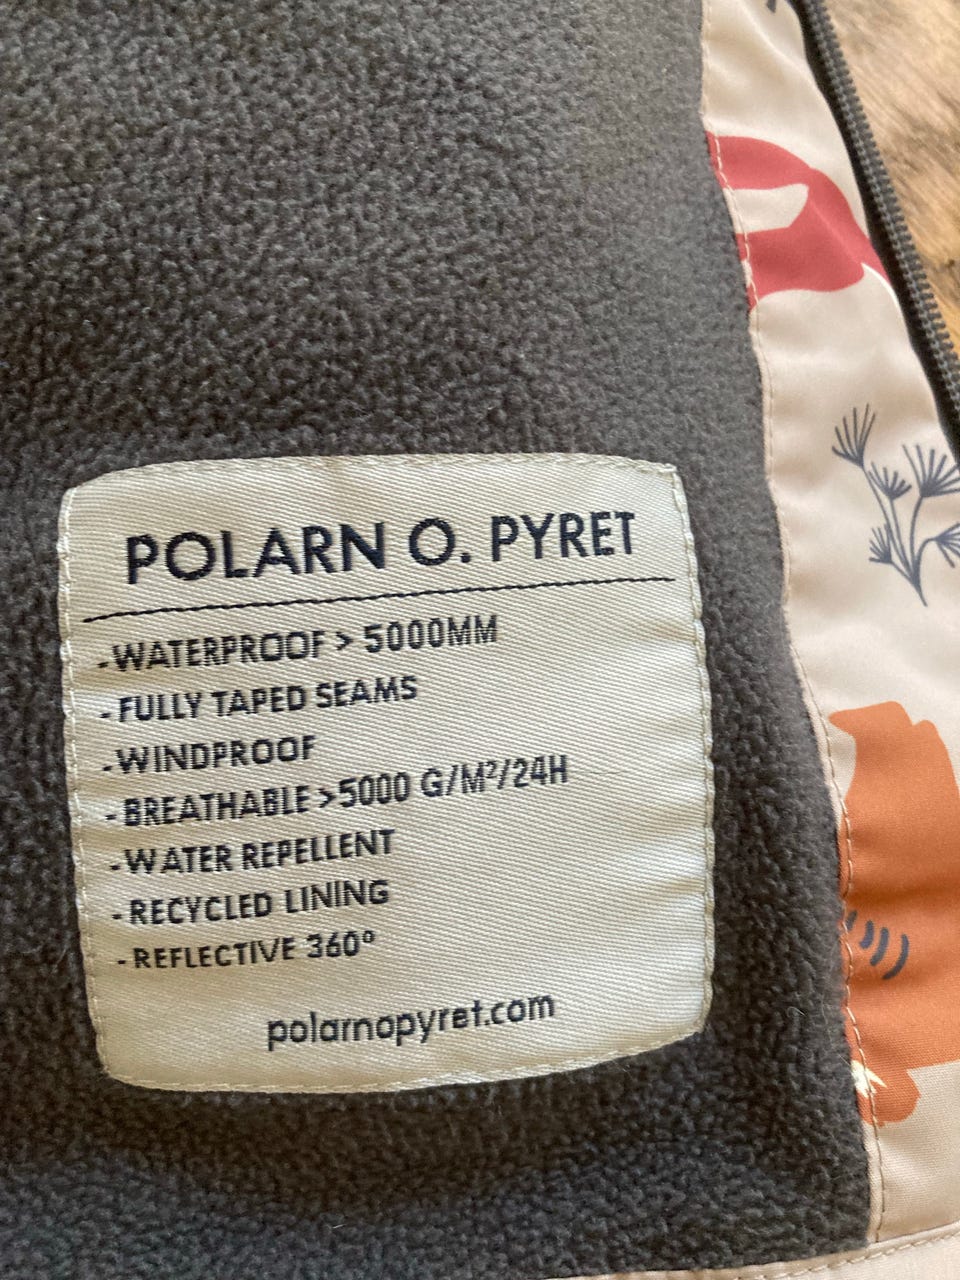 POLARN O. PYRET
- WATERPROOF > 5000MM
- FULLY TAPED SEAMS
- WINDPROOF
- BREATHABLE >5000 G/M²/24H
- WATER REPELLENT
- RECYCLED LINING
- REFLECTIVE 360°
polarnopyret.com